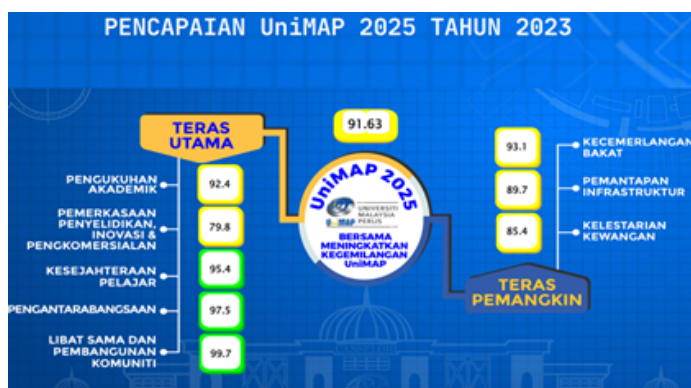 PENCAPAIAN UniMAP 2025 TAHUN 2023
91.63
TERAS
UTAMA
PENGUKUHAN
AKADEMIK
92.4
PEMERKASAAN
PENYELIDIKAN,
INOVASI &
PENGKOMERSIALAN
79.8
KESEJAHTERAAN
PELAJAR
95.4
PENGANTARABANGSAAN
97.5
LIBAT SAMA DAN
PEMBANGUNAN
KOMUNITI
99.7
UniMAP 2025
UNIVERSITI
MALAYSIA
PERLIS
UniMAP
BERSAMA
MENINGKATKAN
KEGEMILANGAN
UniMAP
93.1
KECEMERLANGAN
BAKAT
89.7
PEMANTAPAN
INFRASTRUKTUR
85.4
KELESTARIAN
KEWANGAN
TERAS
PEMANGKIN